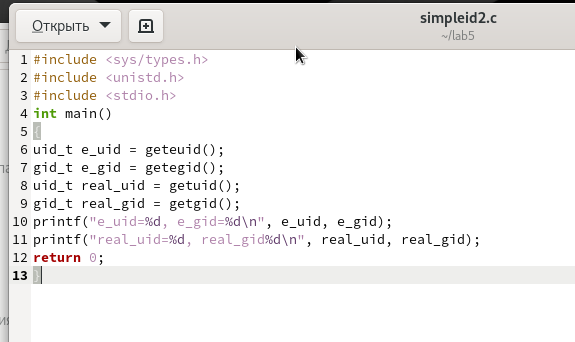 Открыть
simpleid2.c
~/lab5
1 #include <sys/types.h>
2 #include <unistd.h>
3 #include <stdio.h>
4 int main()
5 {
6 uid_t e_uid = geteuid();
7 gid_t e_gid = getegid();
8 uid_t real_uid = getuid();
9 gid_t real_gid = getgid();
10 printf("e_uid=%d, e_gid=%d\n", e_uid, e_gid);
11 printf("real_uid=%d, real_gid%d\n", real_uid, real_gid);
12 return 0;
13 }